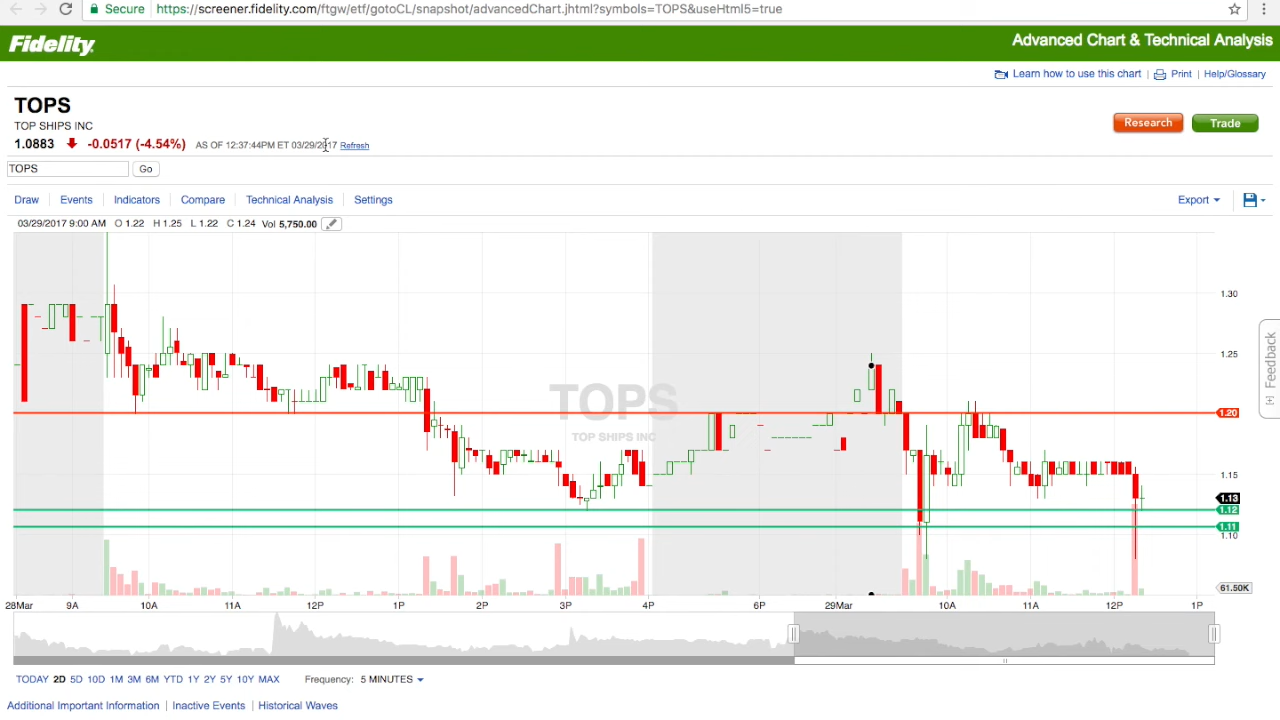 Secure https://screener.fidelity.com/ftgw/etf/gotoCL/snapshot/advancedChart.jhtml?symbols=TOPS&useHtml5=true
Fidelity
Advanced Chart & Technical Analysis
Learn how to use this chart | Print | Help/Glossary
TOPS
TOP SHIPS INC
1.0883 -0.0517 (-4.54%) AS OF 12:37:44PM ET 03/29/2017 Refresh
Research Trade
TOPS Go
Draw Events Indicators Compare Technical Analysis Settings Export
03/29/2017 9:00 AM O 1.22 H 1.25 L 1.22 C 1.24 Vol 5,750.00
1.30
1.25
1.20
1.15
1.13
1.12
1.11
1.10
61.50K
TOPS
TOP SHIPS INC
[+] Feedback
28Mar 9A 10A 11A 12P 1P 2P 3P 4P 6P 29Mar 10A 11A 12P 1P
TODAY 2D 5D 10D 1M 3M 6M YTD 1Y 2Y 5Y 10Y MAX Frequency: 5 MINUTES
Additional Important Information | Inactive Events | Historical Waves